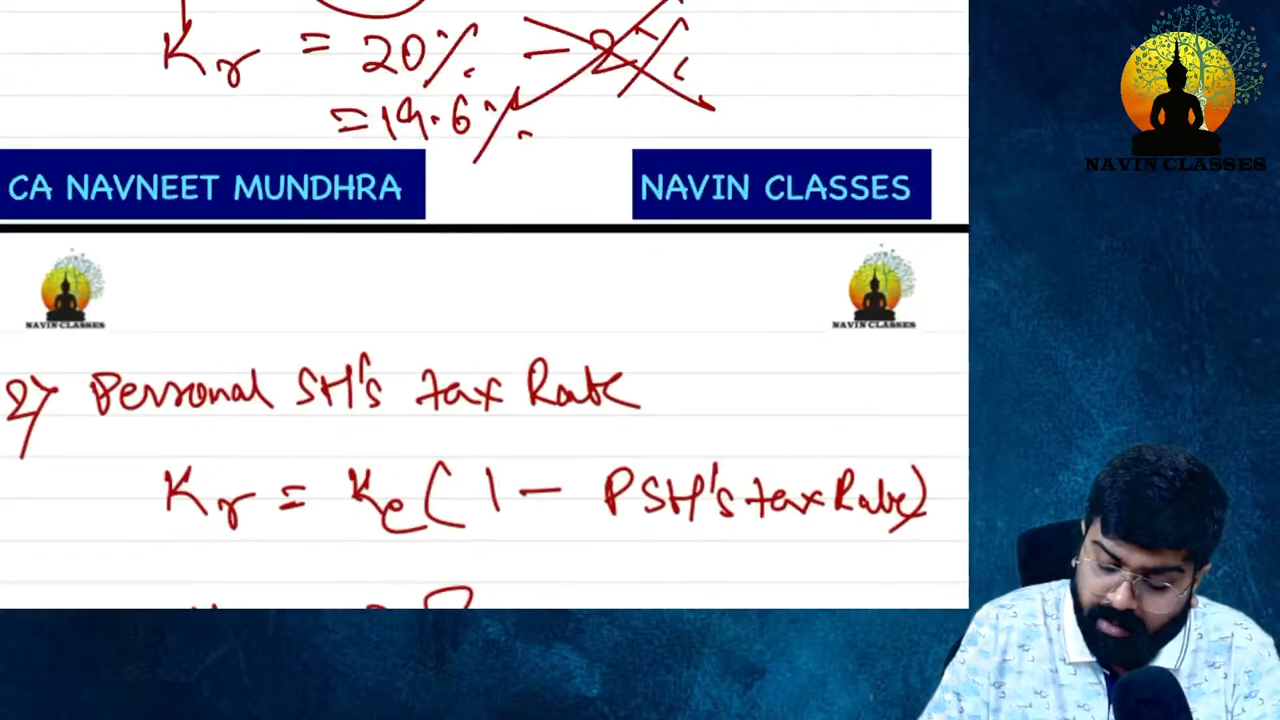 Kr = 20% - 2%
= 19.6%
CA NAVNEET MUNDHRA
NAVIN CLASSES
NAVIN CLASSES
NAVIN CLASSES
NAVIN CLASSES
2) Personal SH's tax Rate
Kr = Ke (1 - PSH's tax Rate)